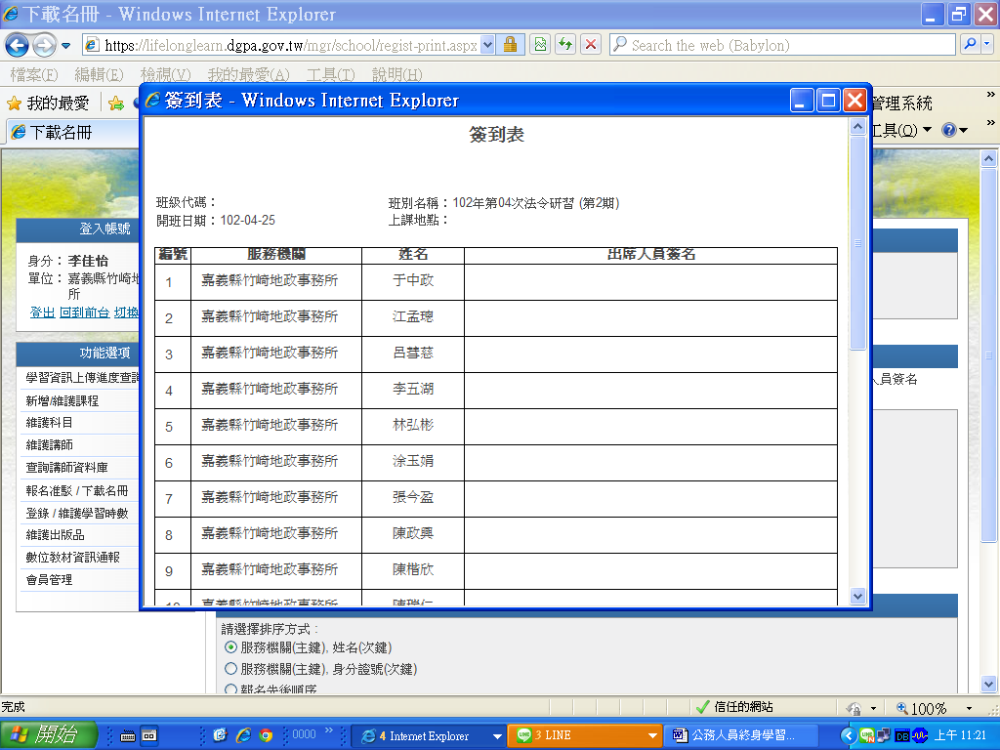 下載名冊 - Windows Internet Explorer
https://lifelonglearn.dgpa.gov.tw/mgr/school/regist-print.aspx
Search the web (Babylon)
檔案(F) 編輯(E) 檢視(V) 我的最愛(A) 工具(T) 說明(H)
我的最愛
管理系統
下載名冊
工具(O)
簽到表 - Windows Internet Explorer
簽到表
班級代碼：
班別名稱：102年第04次法令研習 (第2期)
開班日期：102-04-25
上課地點：
編號 服務機關 姓名 出席人員簽名
1 嘉義縣竹崎地政事務所 于中政
2 嘉義縣竹崎地政事務所 江孟璁
3 嘉義縣竹崎地政事務所 呂彗慈
4 嘉義縣竹崎地政事務所 李五湖
5 嘉義縣竹崎地政事務所 林弘彬
6 嘉義縣竹崎地政事務所 涂玉娟
7 嘉義縣竹崎地政事務所 張今盈
8 嘉義縣竹崎地政事務所 陳政興
9 嘉義縣竹崎地政事務所 陳楷欣
10 嘉義縣竹崎地政事務所 陳瑞仁
登入帳號
身分：李佳怡
單位：嘉義縣竹崎地
所
登出 回到前台 切換
功能選項
學習資訊上傳進度查詢
新增/維護課程
維護科目
維護講師
查詢講師資料庫
報名准駁 / 下載名冊
登錄 / 維護學習時數
維護出版品
數位教材資訊通報
會員管理
人員簽名
請選擇排序方式：
服務機關(主鍵), 姓名(次鍵)
服務機關(主鍵), 身分證號(次鍵)
報名先後順序
完成
信任的網站
100%
開始
0000
4 Internet Explorer
3 LINE
公務人員終身學習...
上午 11:21